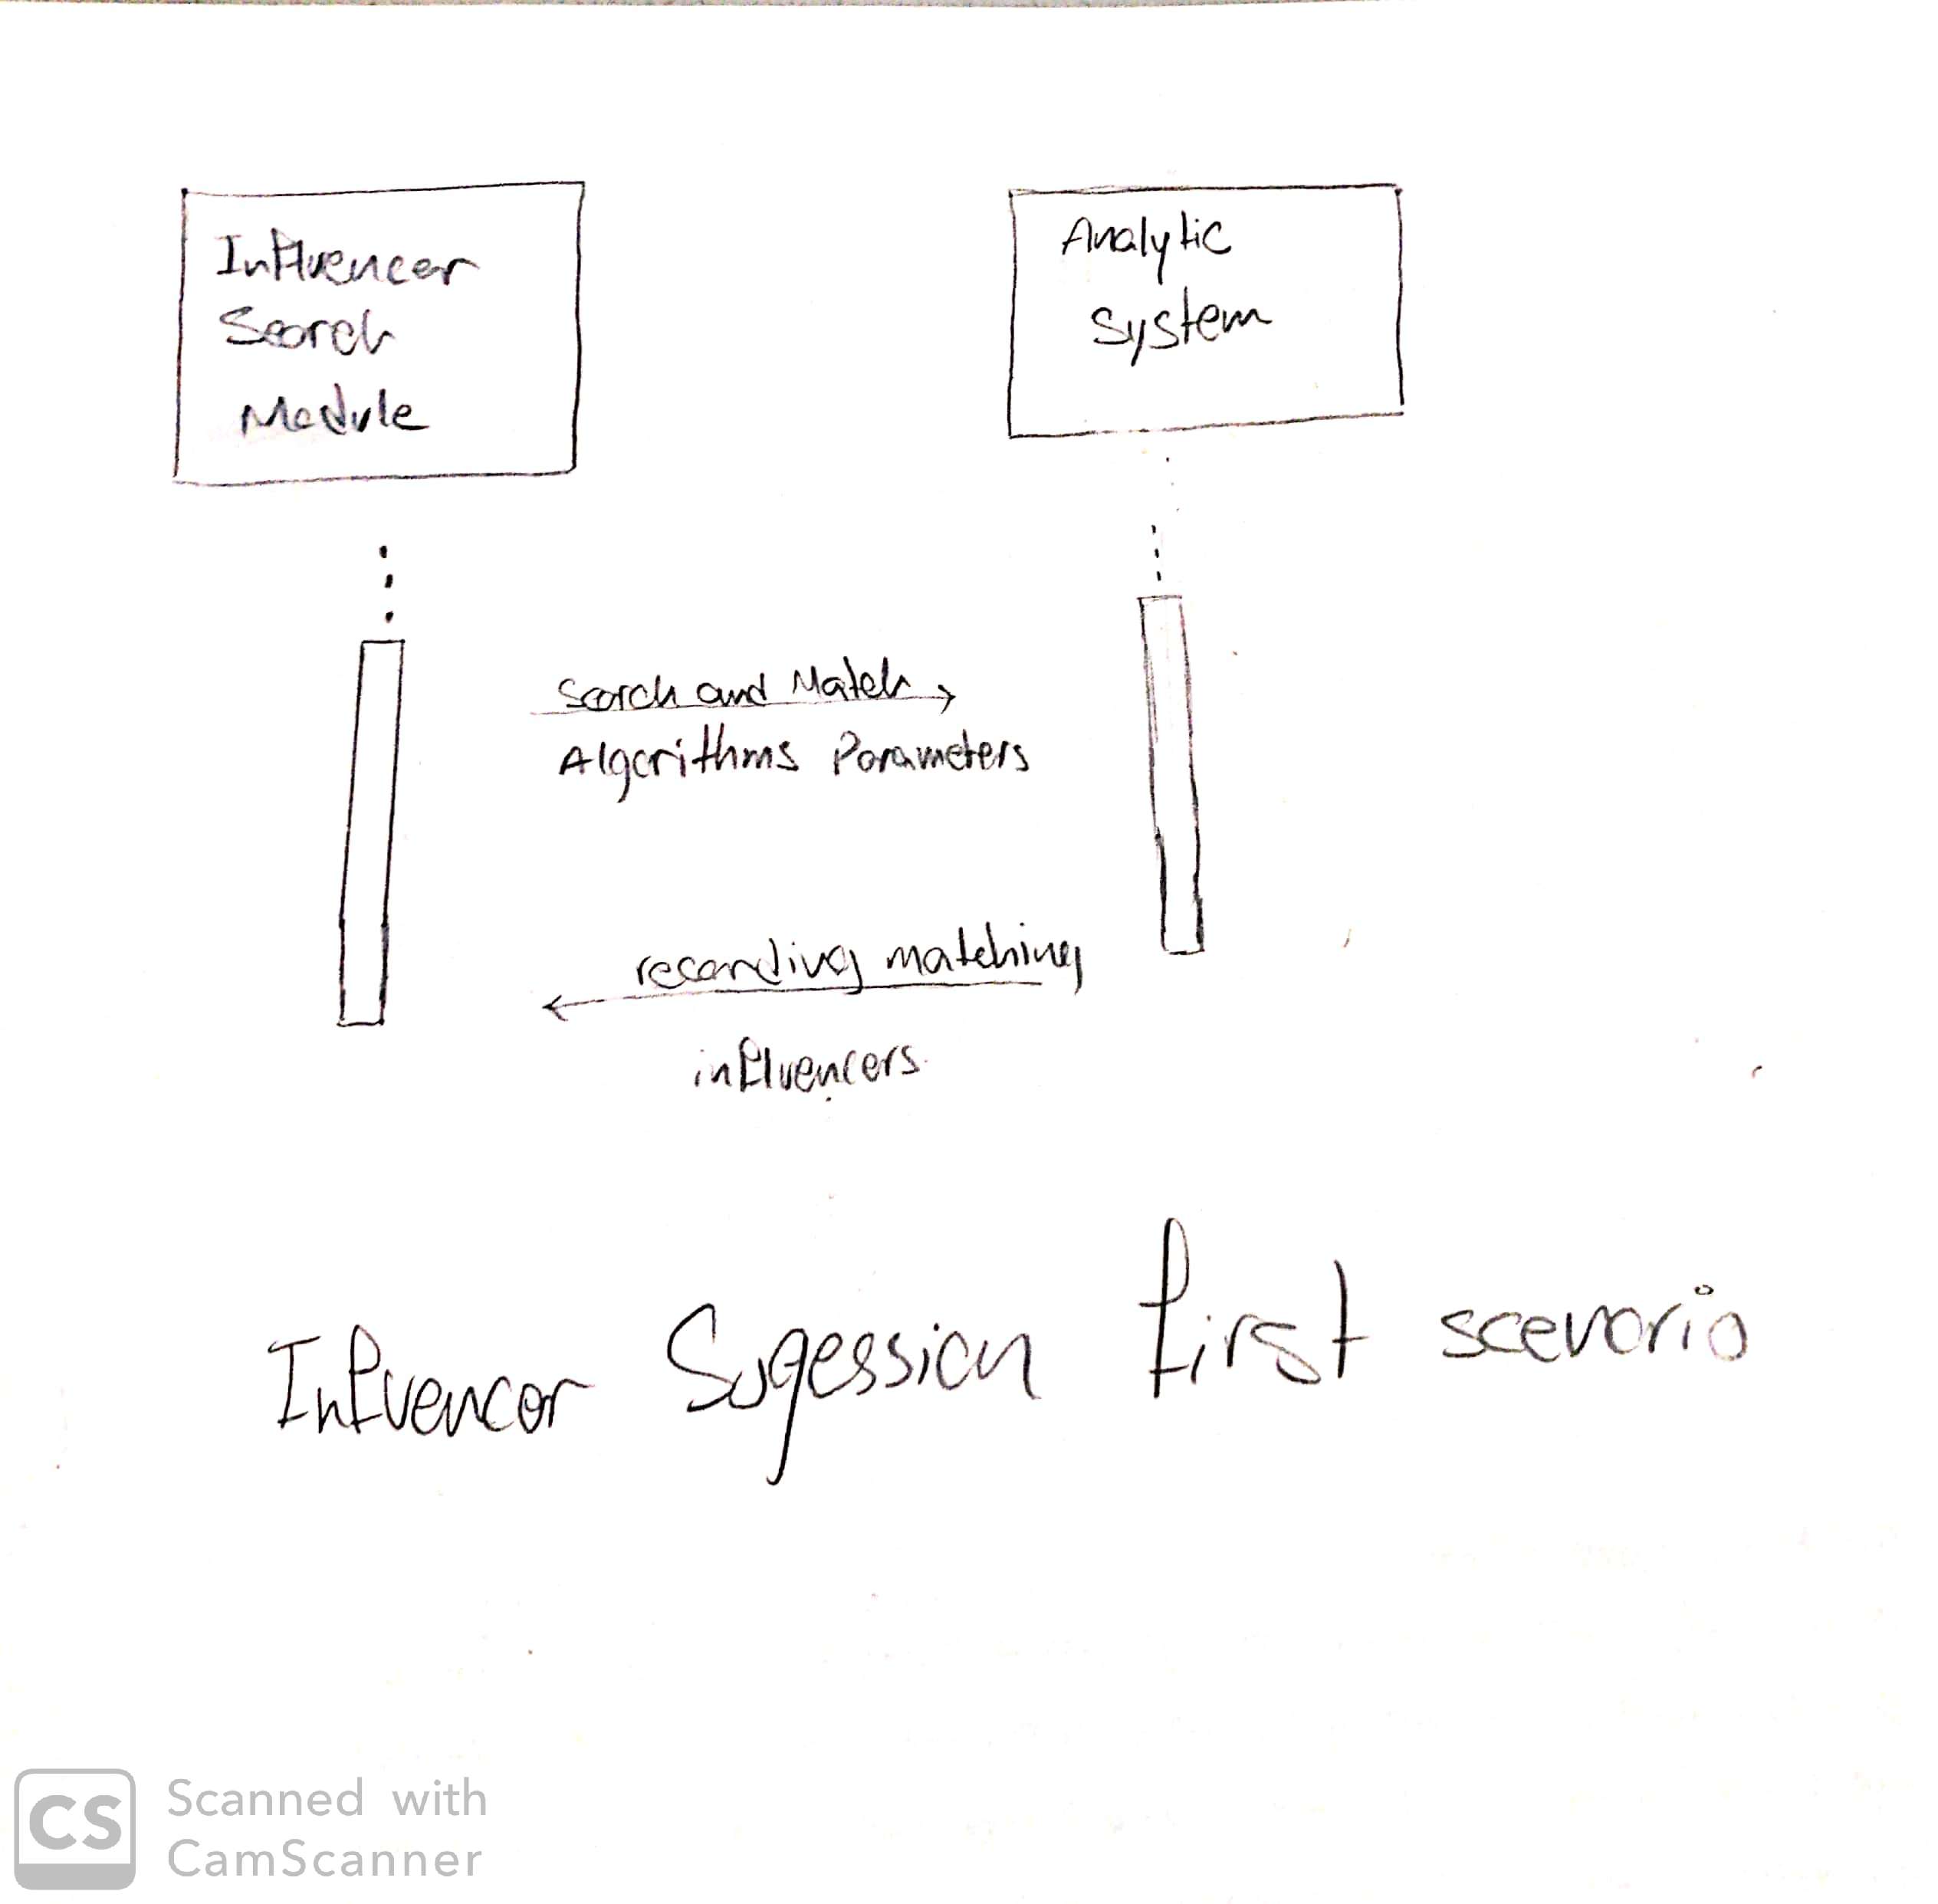 Influencer
Search
Module
Analytic
System
Search and Match
Algorithms Parameters
recording matching
influencers.
Influencer Sugession first scenario
CS
Scanned with
CamScanner